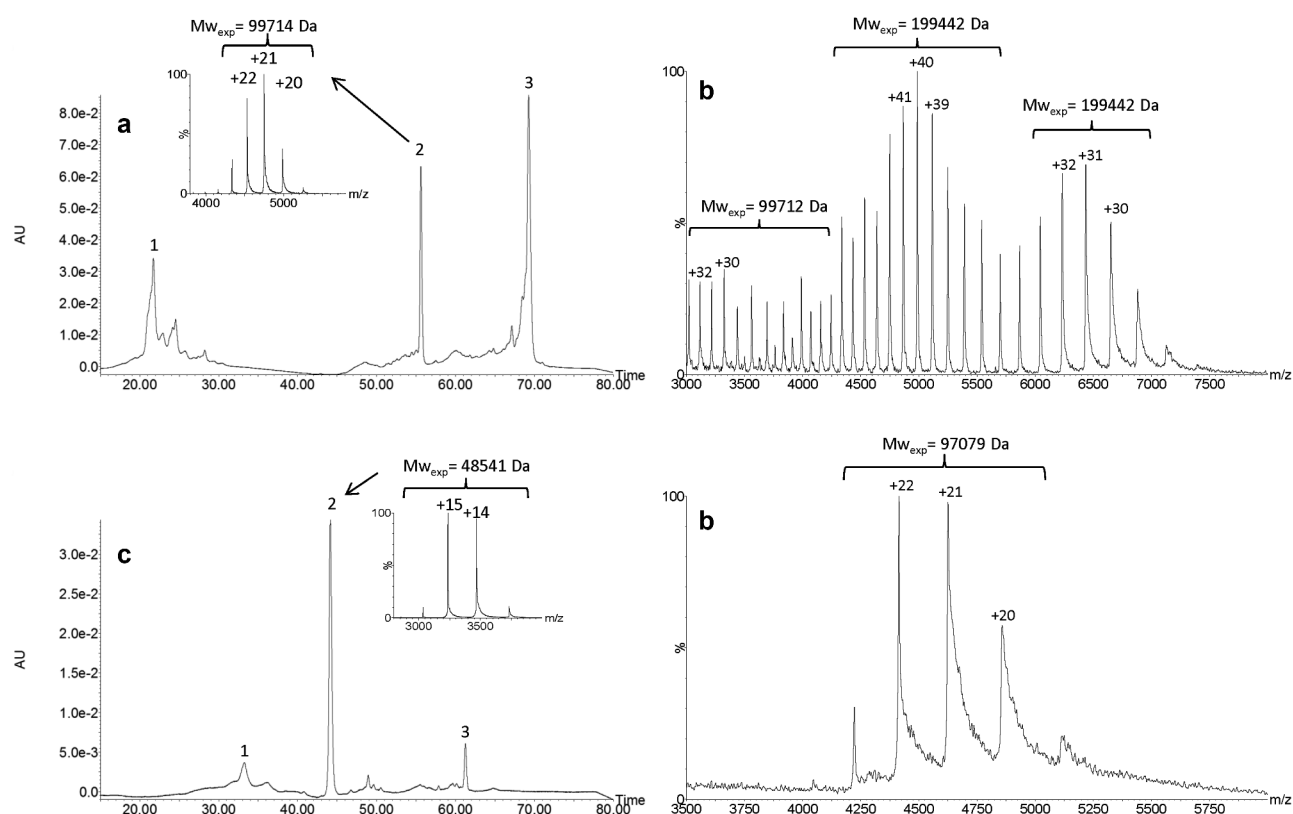 Mwexp= 99714 Da
+21
+22 +20
100
%
0
4000 5000 m/z
a
1
2
3
8.0e-2
7.0e-2
6.0e-2
5.0e-2
4.0e-2
3.0e-2
2.0e-2
1.0e-2
0.0
AU
20.00 30.00 40.00 50.00 60.00 70.00 80.00
Time
b
Mwexp= 199442 Da
+40
+41 +39
Mwexp= 199442 Da
+32 +31
+30
Mwexp= 99712 Da
+32 +30
100
%
0
3000 3500 4000 4500 5000 5500 6000 6500 7000 7500 m/z
c
Mwexp= 48541 Da
+15 +14
100
%
0
3000 3500 m/z
1
2
3
3.0e-2
2.5e-2
2.0e-2
1.5e-2
1.0e-2
5.0e-3
0.0
AU
20.00 30.00 40.00 50.00 60.00 70.00 80.00
Time
b
Mwexp= 97079 Da
+22 +21
+20
100
%
0
3500 3750 4000 4250 4500 4750 5000 5250 5500 5750 m/z